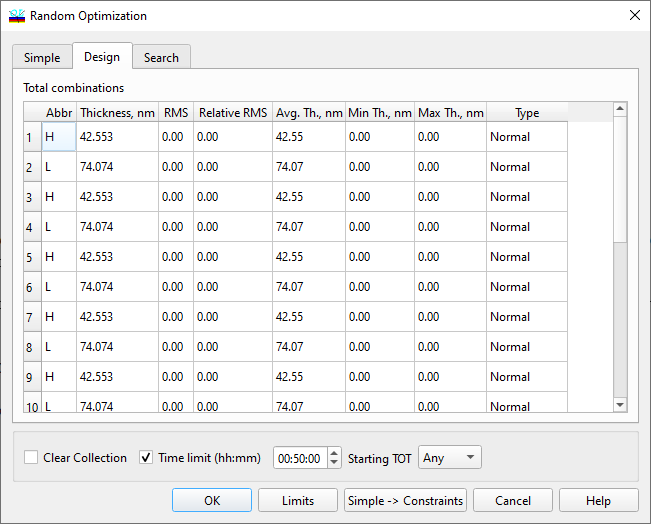 Random Optimization
Simple Design Search
Total combinations
Abbr Thickness, nm RMS Relative RMS Avg. Th., nm Min Th., nm Max Th., nm Type
1 H 42.553 0.00 0.00 42.55 0.00 0.00 Normal
2 L 74.074 0.00 0.00 74.07 0.00 0.00 Normal
3 H 42.553 0.00 0.00 42.55 0.00 0.00 Normal
4 L 74.074 0.00 0.00 74.07 0.00 0.00 Normal
5 H 42.553 0.00 0.00 42.55 0.00 0.00 Normal
6 L 74.074 0.00 0.00 74.07 0.00 0.00 Normal
7 H 42.553 0.00 0.00 42.55 0.00 0.00 Normal
8 L 74.074 0.00 0.00 74.07 0.00 0.00 Normal
9 H 42.553 0.00 0.00 42.55 0.00 0.00 Normal
10 L 74.074 0.00 0.00 74.07 0.00 0.00 Normal
Clear Collection Time limit (hh:mm) 00:50:00 Starting TOT Any
OK Limits Simple -> Constraints Cancel Help